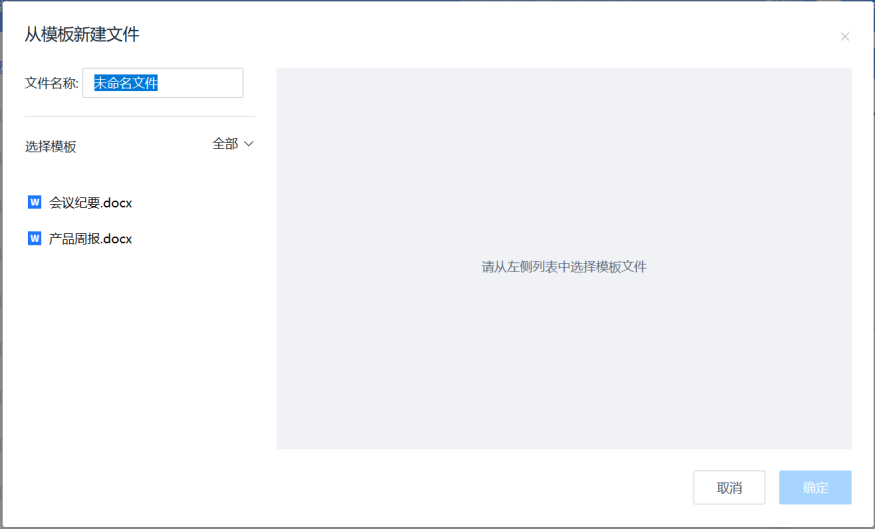 从模板新建文件
文件名称: 未命名文件
选择模板 全部
W 会议纪要.docx
W 产品周报.docx
请从左侧列表中选择模板文件
取消 确定